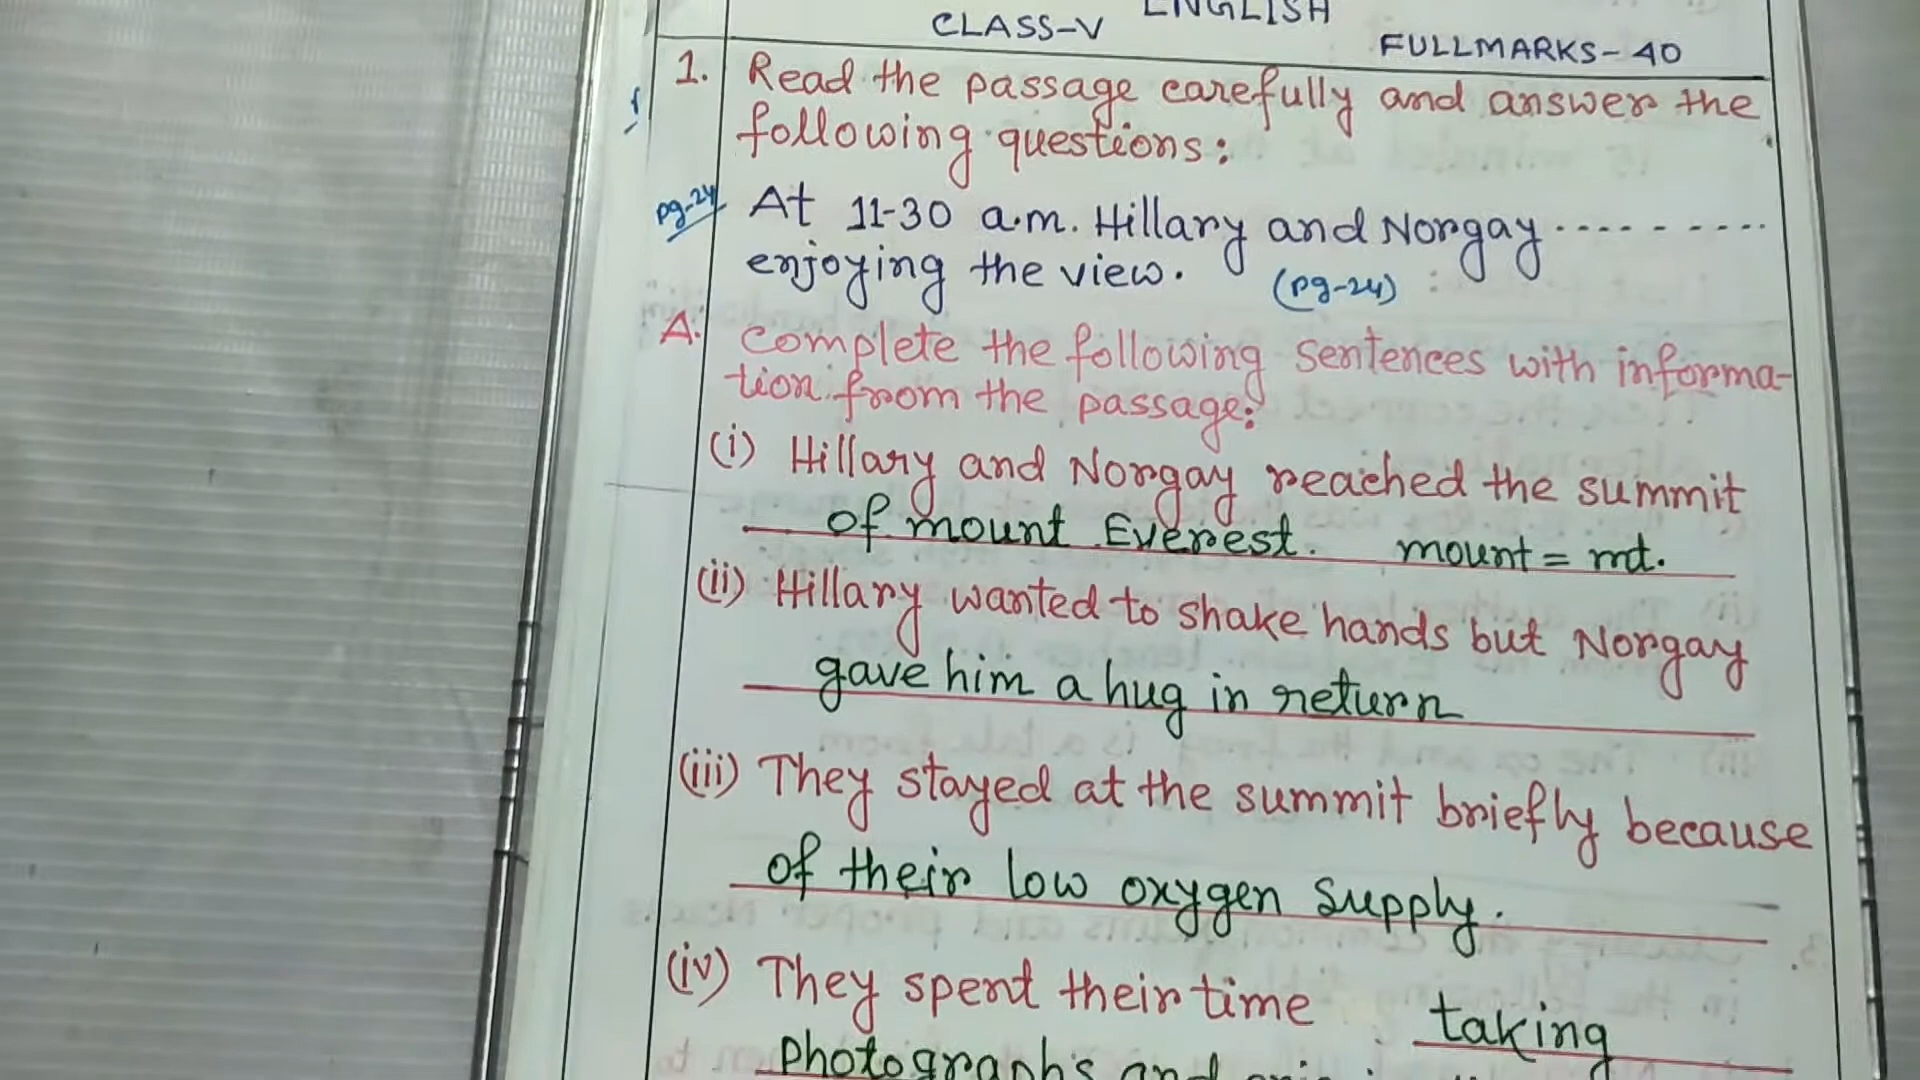 ENGLISH
CLASS-V
FULLMARKS- 40
1. Read the passage carefully and answer the
following questions:
pg-24 At 11-30 a.m. Hillary and Norgay ..........
enjoying the view. (pg-24)
A. Complete the following sentences with informa-
tion from the passage:
(i) Hillary and Norgay reached the summit
of mount Everest. mount = mt.
(ii) Hillary wanted to shake hands but Norgay
gave him a hug in return
(iii) They stayed at the summit briefly because
of their low oxygen supply.
(iv) They spent their time taking
photographs and